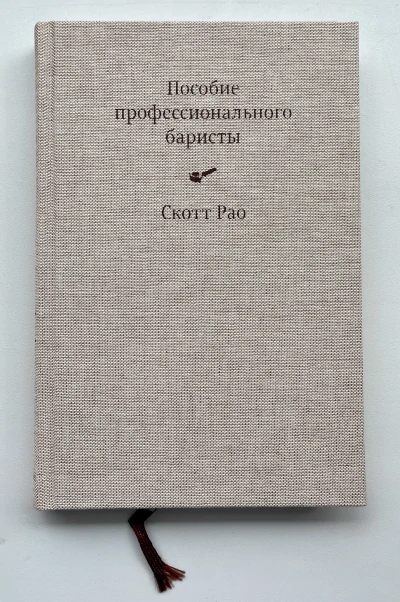 Пособие
профессионального
баристы
Скотт Рао